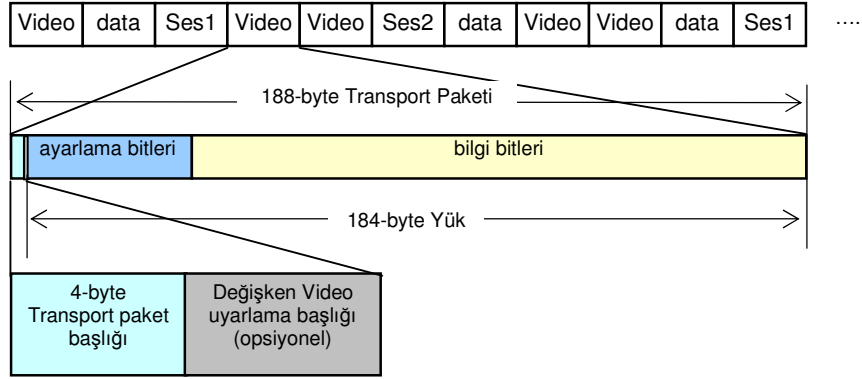 Video data Ses1 Video Video Ses2 data Video Video data Ses1 ....
188-byte Transport Paketi
ayarlama bitleri bilgi bitleri
184-byte Yük
4-byte
Transport paket
başlığı
Değişken Video
uyarlama başlığı
(opsiyonel)